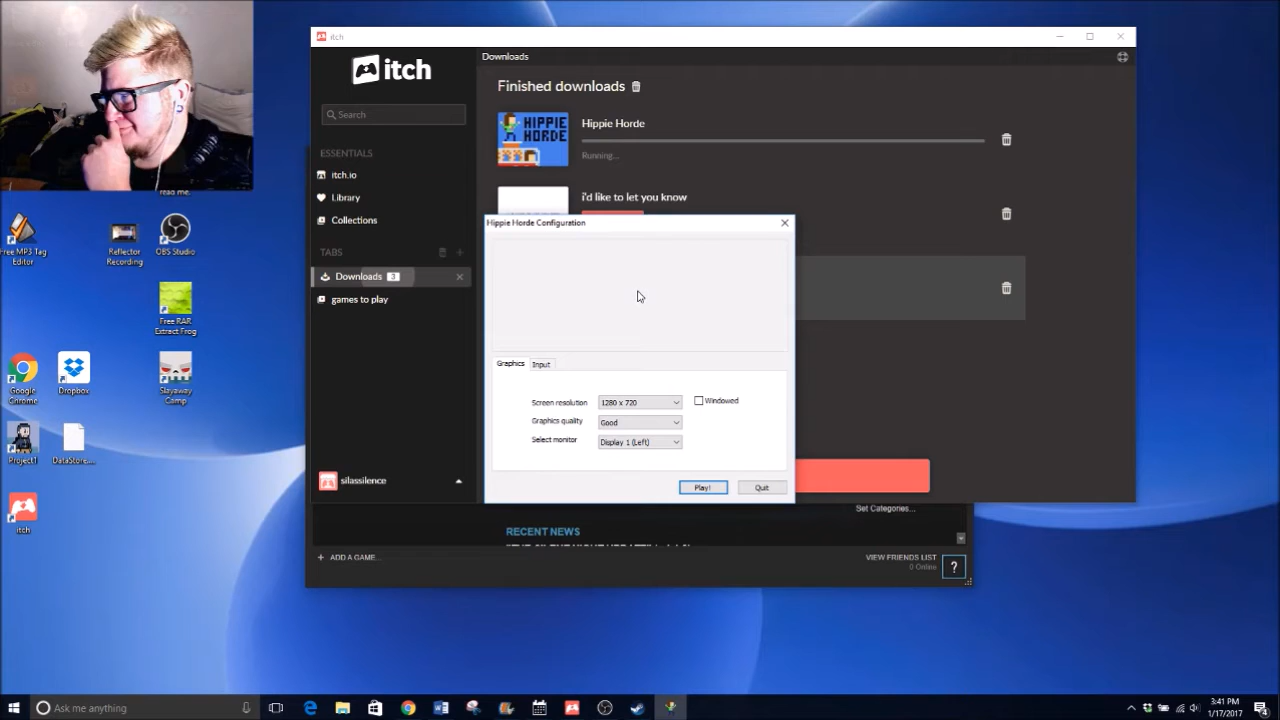 itch
Downloads
itch
Finished downloads
Search
HIPPIE
HORDE
Hippie Horde
Running...
ESSENTIALS
itch.io
Library
Collections
i'd like to let you know
TABS
Downloads 3
games to play
silassilence
Hippie Horde Configuration
Graphics
Input
Screen resolution
1280 x 720
Windowed
Graphics quality
Good
Select monitor
Display 1 (Left)
Play!
Quit
Set Categories...
RECENT NEWS
ADD A GAME...
VIEW FRIENDS LIST
0 Online
?
read me.
Free MP3 Tag
Editor
Reflector
Recording
OBS Studio
Free RAR
Extract Frog
Google
Chrome
Dropbox
Slayaway
Camp
Project1
DataStore....
itch
Ask me anything
3:41 PM
1/17/2017
4